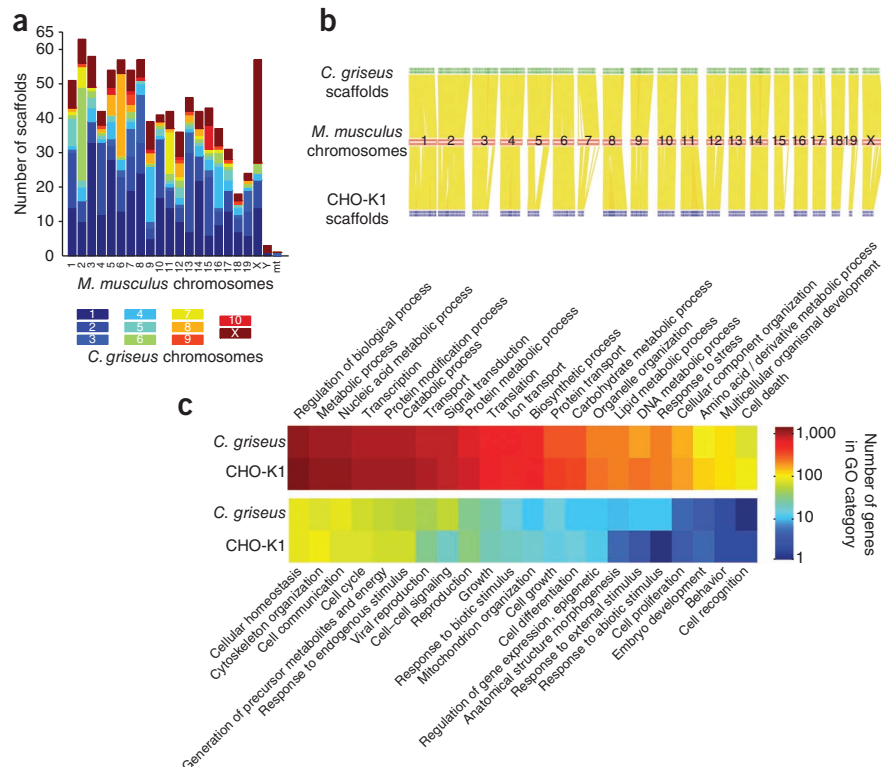 a
Number of scaffolds
65
60
50
40
30
20
10
0
1 2 3 4 5 6 7 8 9 10 11 12 13 14 15 16 17 18 19 X Y mt
M. musculus chromosomes
1 4 7 10
2 5 8 X
3 6 9
C. griseus chromosomes
b
C. griseus
scaffolds
M. musculus
chromosomes
1 2 3 4 5 6 7 8 9 10 11 12 13 14 15 16 17 18 19 X
CHO-K1
scaffolds
c
Regulation of biological process
Metabolic process
Nucleic acid metabolic process
Transcription
Protein modification process
Catabolic process
Transport
Signal transduction
Protein metabolic process
Translation
Ion transport
Biosynthetic process
Protein transport
Carbohydrate metabolic process
Organelle organization
Lipid metabolic process
DNA metabolic process
Response to stress
Cellular component organization
Amino acid / derivative metabolic process
Multicellular organismal development
Cell death
C. griseus
CHO-K1
C. griseus
CHO-K1
1,000
100
10
1
Number of genes
in GO category
Cellular homeostasis
Cytoskeleton organization
Cell communication
Cell cycle
Generation of precursor metabolites and energy
Response to endogenous stimulus
Viral reproduction
Cell–cell signaling
Reproduction
Growth
Response to biotic stimulus
Mitochondrion organization
Cell growth
Cell differentiation
Regulation of gene expression, epigenetic
Anatomical structure morphogenesis
Response to external stimulus
Response to abiotic stimulus
Cell proliferation
Embryo development
Behavior
Cell recognition